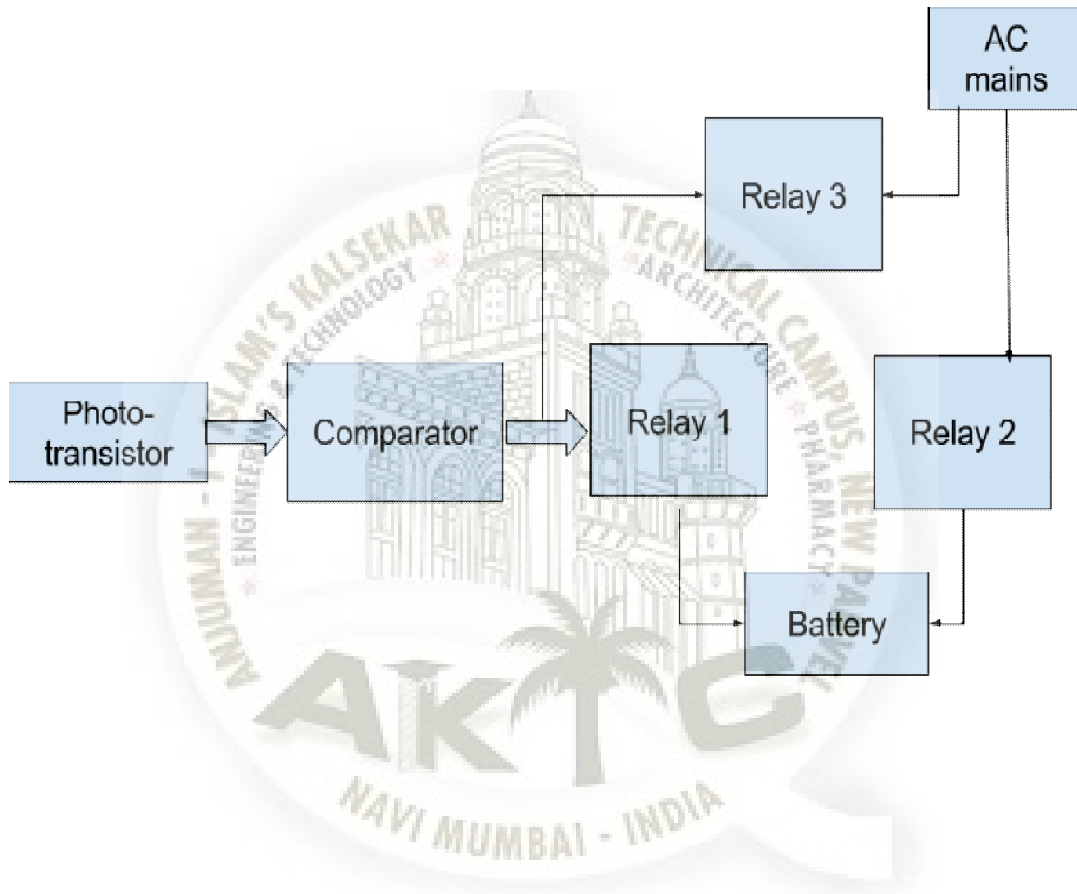 AC
mains
Relay 3
Photo-
transistor
Comparator
Relay 1
Relay 2
Battery
ANJUMAN - I - ISLAM'S KALSEKAR TECHNICAL CAMPUS, NEW PANVEL
* ENGINEERING & TECHNOLOGY * * ARCHITECTURE * PHARMACY *
AKTC
NAVI MUMBAI - INDIA